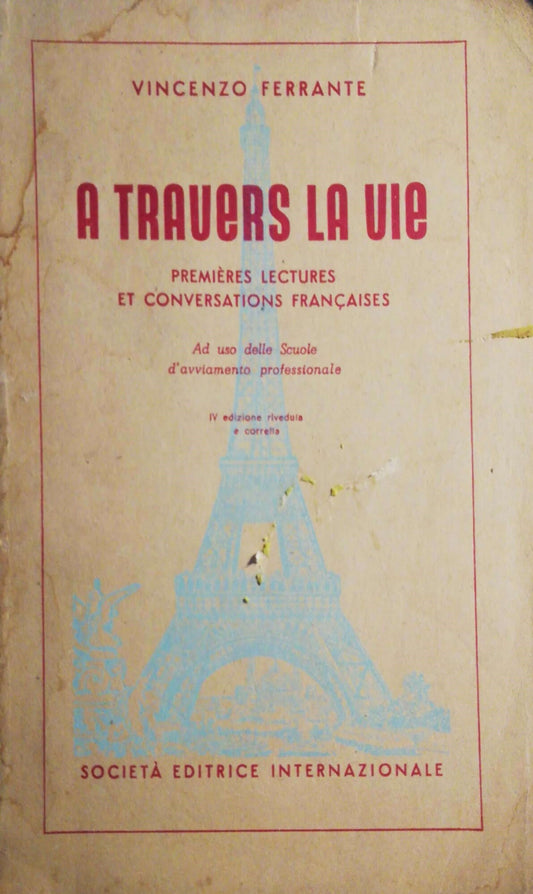 VINCENZO FERRANTE
A TRAVERS LA VIE
PREMIÈRES LECTURES
ET CONVERSATIONS FRANÇAISES
Ad uso delle Scuole
d'avviamento professionale
IV edizione riveduta
e corretta
SOCIETÀ EDITRICE INTERNAZIONALE